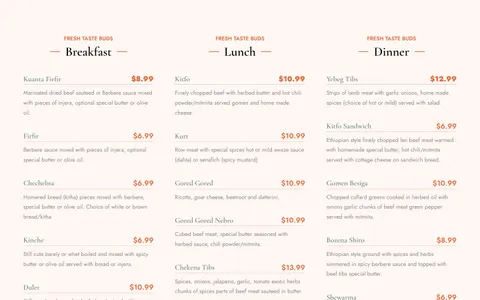 FRESH TASTE BUDS
Breakfast
Kuanta Firfir $8.99
Marinated dried beef sauteed in Berbere sauce mixed
with pieces of injera, optional special butter or olive
oil.
Firfir $6.99
Berbere sauce mixed with pieces of injera, optional
special butter or olive oil.
Chechebsa $6.99
Homared bread (kitha) pieces mixed with berbere,
special butter or olive oil. Choice of white or brown
bread/kitha
Kinche $6.99
Still cuts barely or what boiled and mixed with spicy
butter or olive oil served with bread or injera.
Dulet $10.99
FRESH TASTE BUDS
Lunch
Kitfo $10.99
Finely chopped beef with herbed butter and hot chili
powder/mitmita served gomen and home made
cheese.
Kurt $10.99
Raw meat with special spices hot or mild awaze sauce
(dahla) or senafich (spicy mustard)
Gored Gored $10.99
Ricotta, goat cheese, beetroot and datterini.
Gored Gored Nebro $10.99
Cubed beef meat, special butter seasoned with
herbed sauce, chili powder/mitmita.
Chekena Tibs $13.99
Spices, onions, jalapeno, garlic, tomato exotic herbs
chunks of spices parts of beef meat sauteed in butter.
FRESH TASTE BUDS
Dinner
Yebeg Tibs $12.99
Strips of lamb meat with garlic onions, home made
spices (choice of hot or mild) served with salad
Kitfo Sandwich $6.99
Ethiopian style finely chopped len beef meat warmed
with homemade special butter, hot chili/mitmita
served with cottage cheese on sandwich bread.
Gomen Besiga $10.99
Chopped collard greens cooked in herbed oil with
onions garlic chunks of beef meat green pepper
served with mitmita.
Bozena Shiro $8.99
Ethiopian style ground with spices and herbs
simmered in spicy berbere sauce and topped with
beef tibs special butter.
Shewarma $6.99